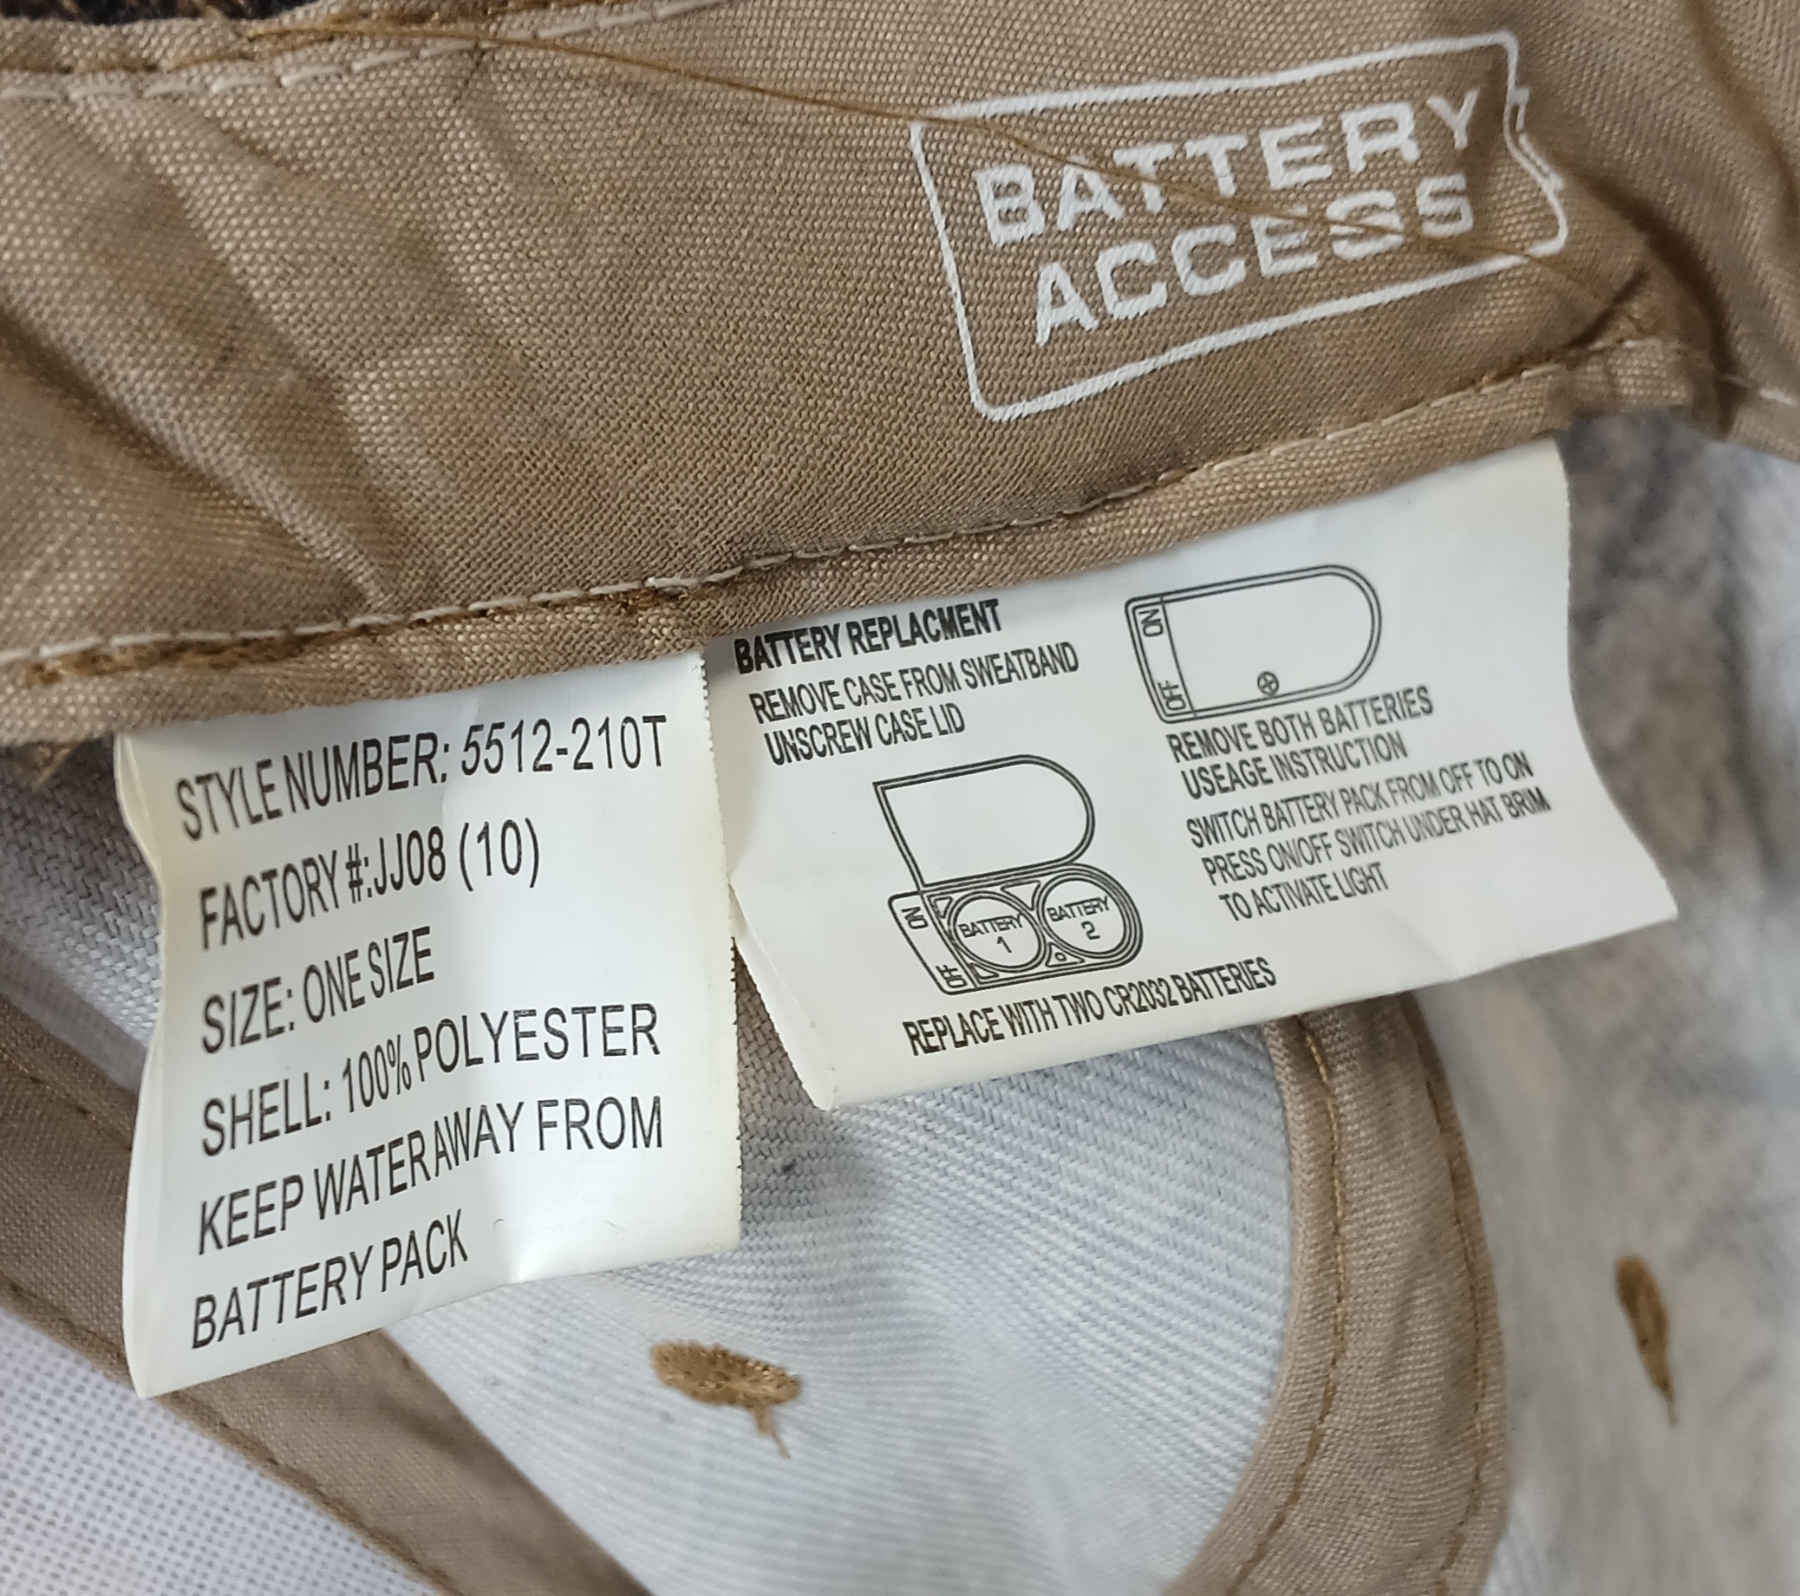 BATTERY
ACCESS
STYLE NUMBER: 5512-210T
FACTORY #:JJ08 (10)
SIZE: ONE SIZE
SHELL: 100% POLYESTER
KEEP WATER AWAY FROM
BATTERY PACK
BATTERY REPLACMENT
REMOVE CASE FROM SWEATBAND
UNSCREW CASE LID
ON
OFF
BATTERY
1
BATTERY
2
REPLACE WITH TWO CR2032 BATTERIES
ON
OFF
REMOVE BOTH BATTERIES
USEAGE INSTRUCTION
SWITCH BATTERY PACK FROM OFF TO ON
PRESS ON/OFF SWITCH UNDER HAT BRIM
TO ACTIVATE LIGHT